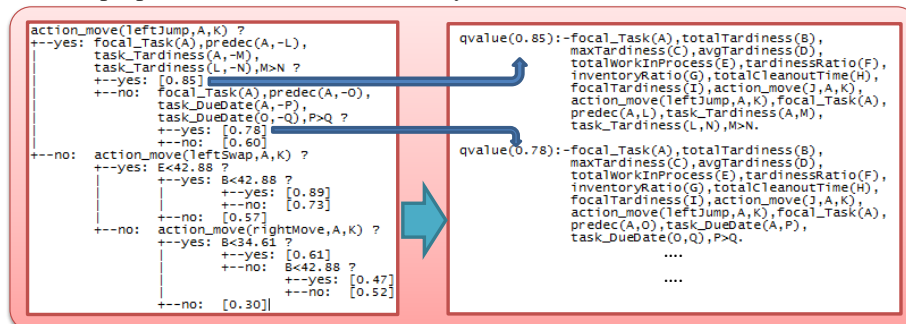 action_move(leftJump,A,K) ?
+--yes: focal_Task(A),predec(A,-L),
| task_Tardiness(A,-M),
| task_Tardiness(L,-N),M>N ?
| +--yes: [0.85]
| +--no: focal_Task(A),predec(A,-O),
| task_DueDate(A,-P),
| task_DueDate(O,-Q),P>Q ?
| +--yes: [0.78]
| +--no: [0.60]
+--no: action_move(leftSwap,A,K) ?
+--yes: E<42.88 ?
| +--yes: B<42.88 ?
| | +--yes: [0.89]
| | +--no: [0.73]
| +--no: [0.57]
+--no: action_move(rightMove,A,K) ?
+--yes: B<34.61 ?
| +--yes: [0.61]
| +--no: B<42.88 ?
| +--yes: [0.47]
| +--no: [0.52]
+--no: [0.30]
qvalue(0.85):-focal_Task(A),totalTardiness(B),
maxTardiness(C),avgTardiness(D),
totalWorkInProcess(E),tardinessRatio(F),
inventoryRatio(G),totalCleanoutTime(H),
focalTardiness(I),action_move(J,A,K),
action_move(leftJump,A,K),focal_Task(A),
predec(A,L),task_Tardiness(A,M),
task_Tardiness(L,N),M>N.
qvalue(0.78):-focal_Task(A),totalTardiness(B),
maxTardiness(C),avgTardiness(D),
totalWorkInProcess(E),tardinessRatio(F),
inventoryRatio(G),totalCleanoutTime(H),
focalTardiness(I),action_move(J,A,K),
action_move(leftJump,A,K),focal_Task(A),
predec(A,O),task_DueDate(A,P),
task_DueDate(O,Q),P>Q.
....
....